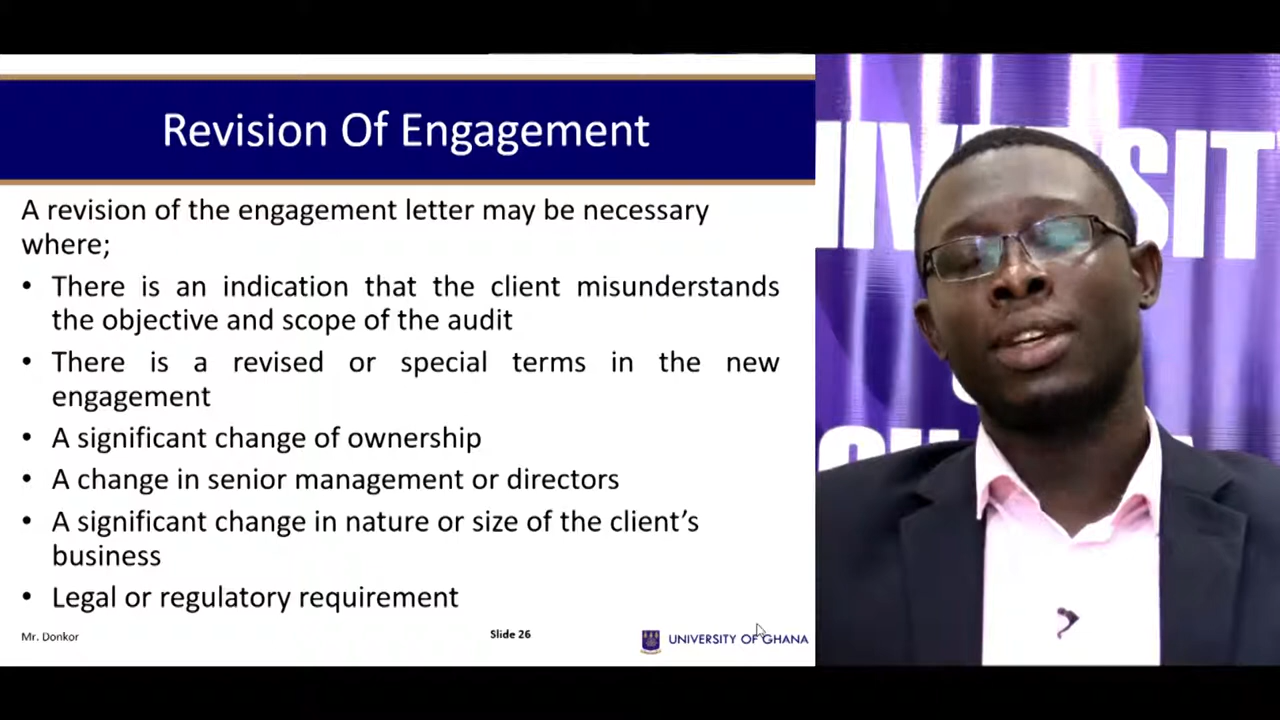 Revision Of Engagement
A revision of the engagement letter may be necessary
where;
• There is an indication that the client misunderstands
the objective and scope of the audit
• There is a revised or special terms in the new
engagement
• A significant change of ownership
• A change in senior management or directors
• A significant change in nature or size of the client's
business
• Legal or regulatory requirement
Mr. Donkor
Slide 26
UNIVERSITY OF GHANA